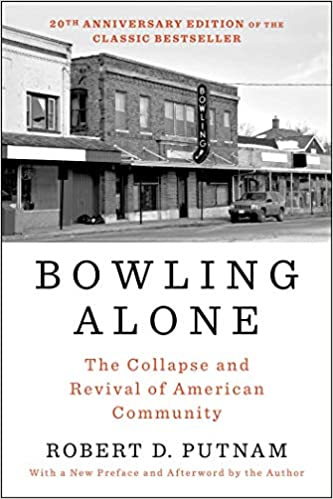 20TH ANNIVERSARY EDITION OF THE
CLASSIC BESTSELLER
BOWLING
BOWLING
ALONE
The Collapse and
Revival of American
Community
ROBERT D. PUTNAM
With a New Preface and Afterword by the Author